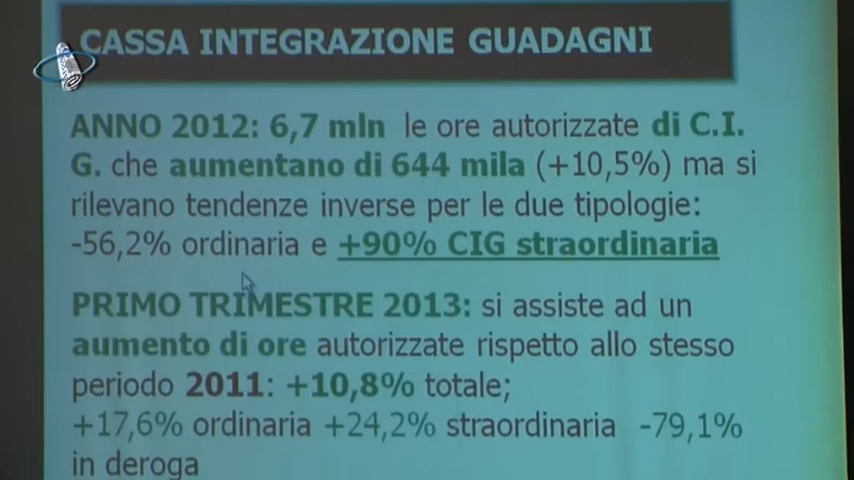 CASSA INTEGRAZIONE GUADAGNI
ANNO 2012: 6,7 mln le ore autorizzate di C.I.
G. che aumentano di 644 mila (+10,5%) ma si
rilevano tendenze inverse per le due tipologie:
-56,2% ordinaria e +90% CIG straordinaria
PRIMO TRIMESTRE 2013: si assiste ad un
aumento di ore autorizzate rispetto allo stesso
periodo 2011: +10,8% totale;
+17,6% ordinaria +24,2% straordinaria -79,1%
in deroga